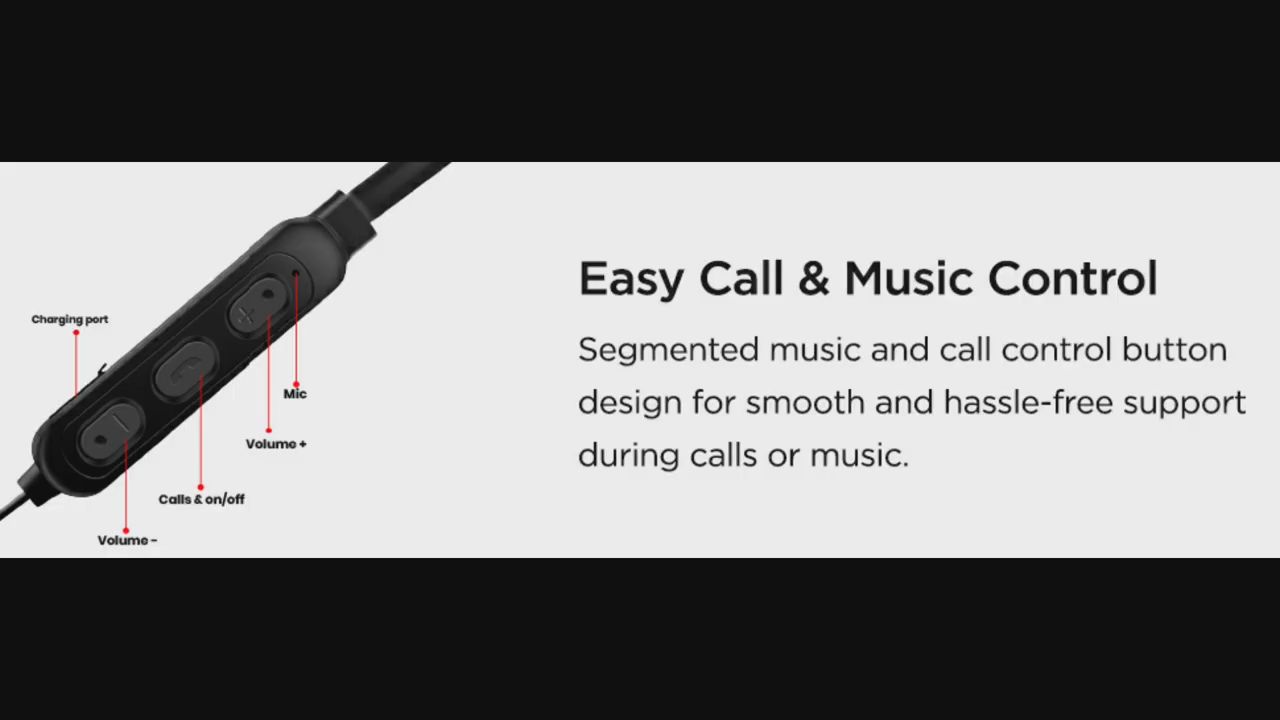 Easy Call & Music Control
Segmented music and call control button
design for smooth and hassle-free support
during calls or music.
Charging port
Mic
Volume +
Calls & on/off
Volume -